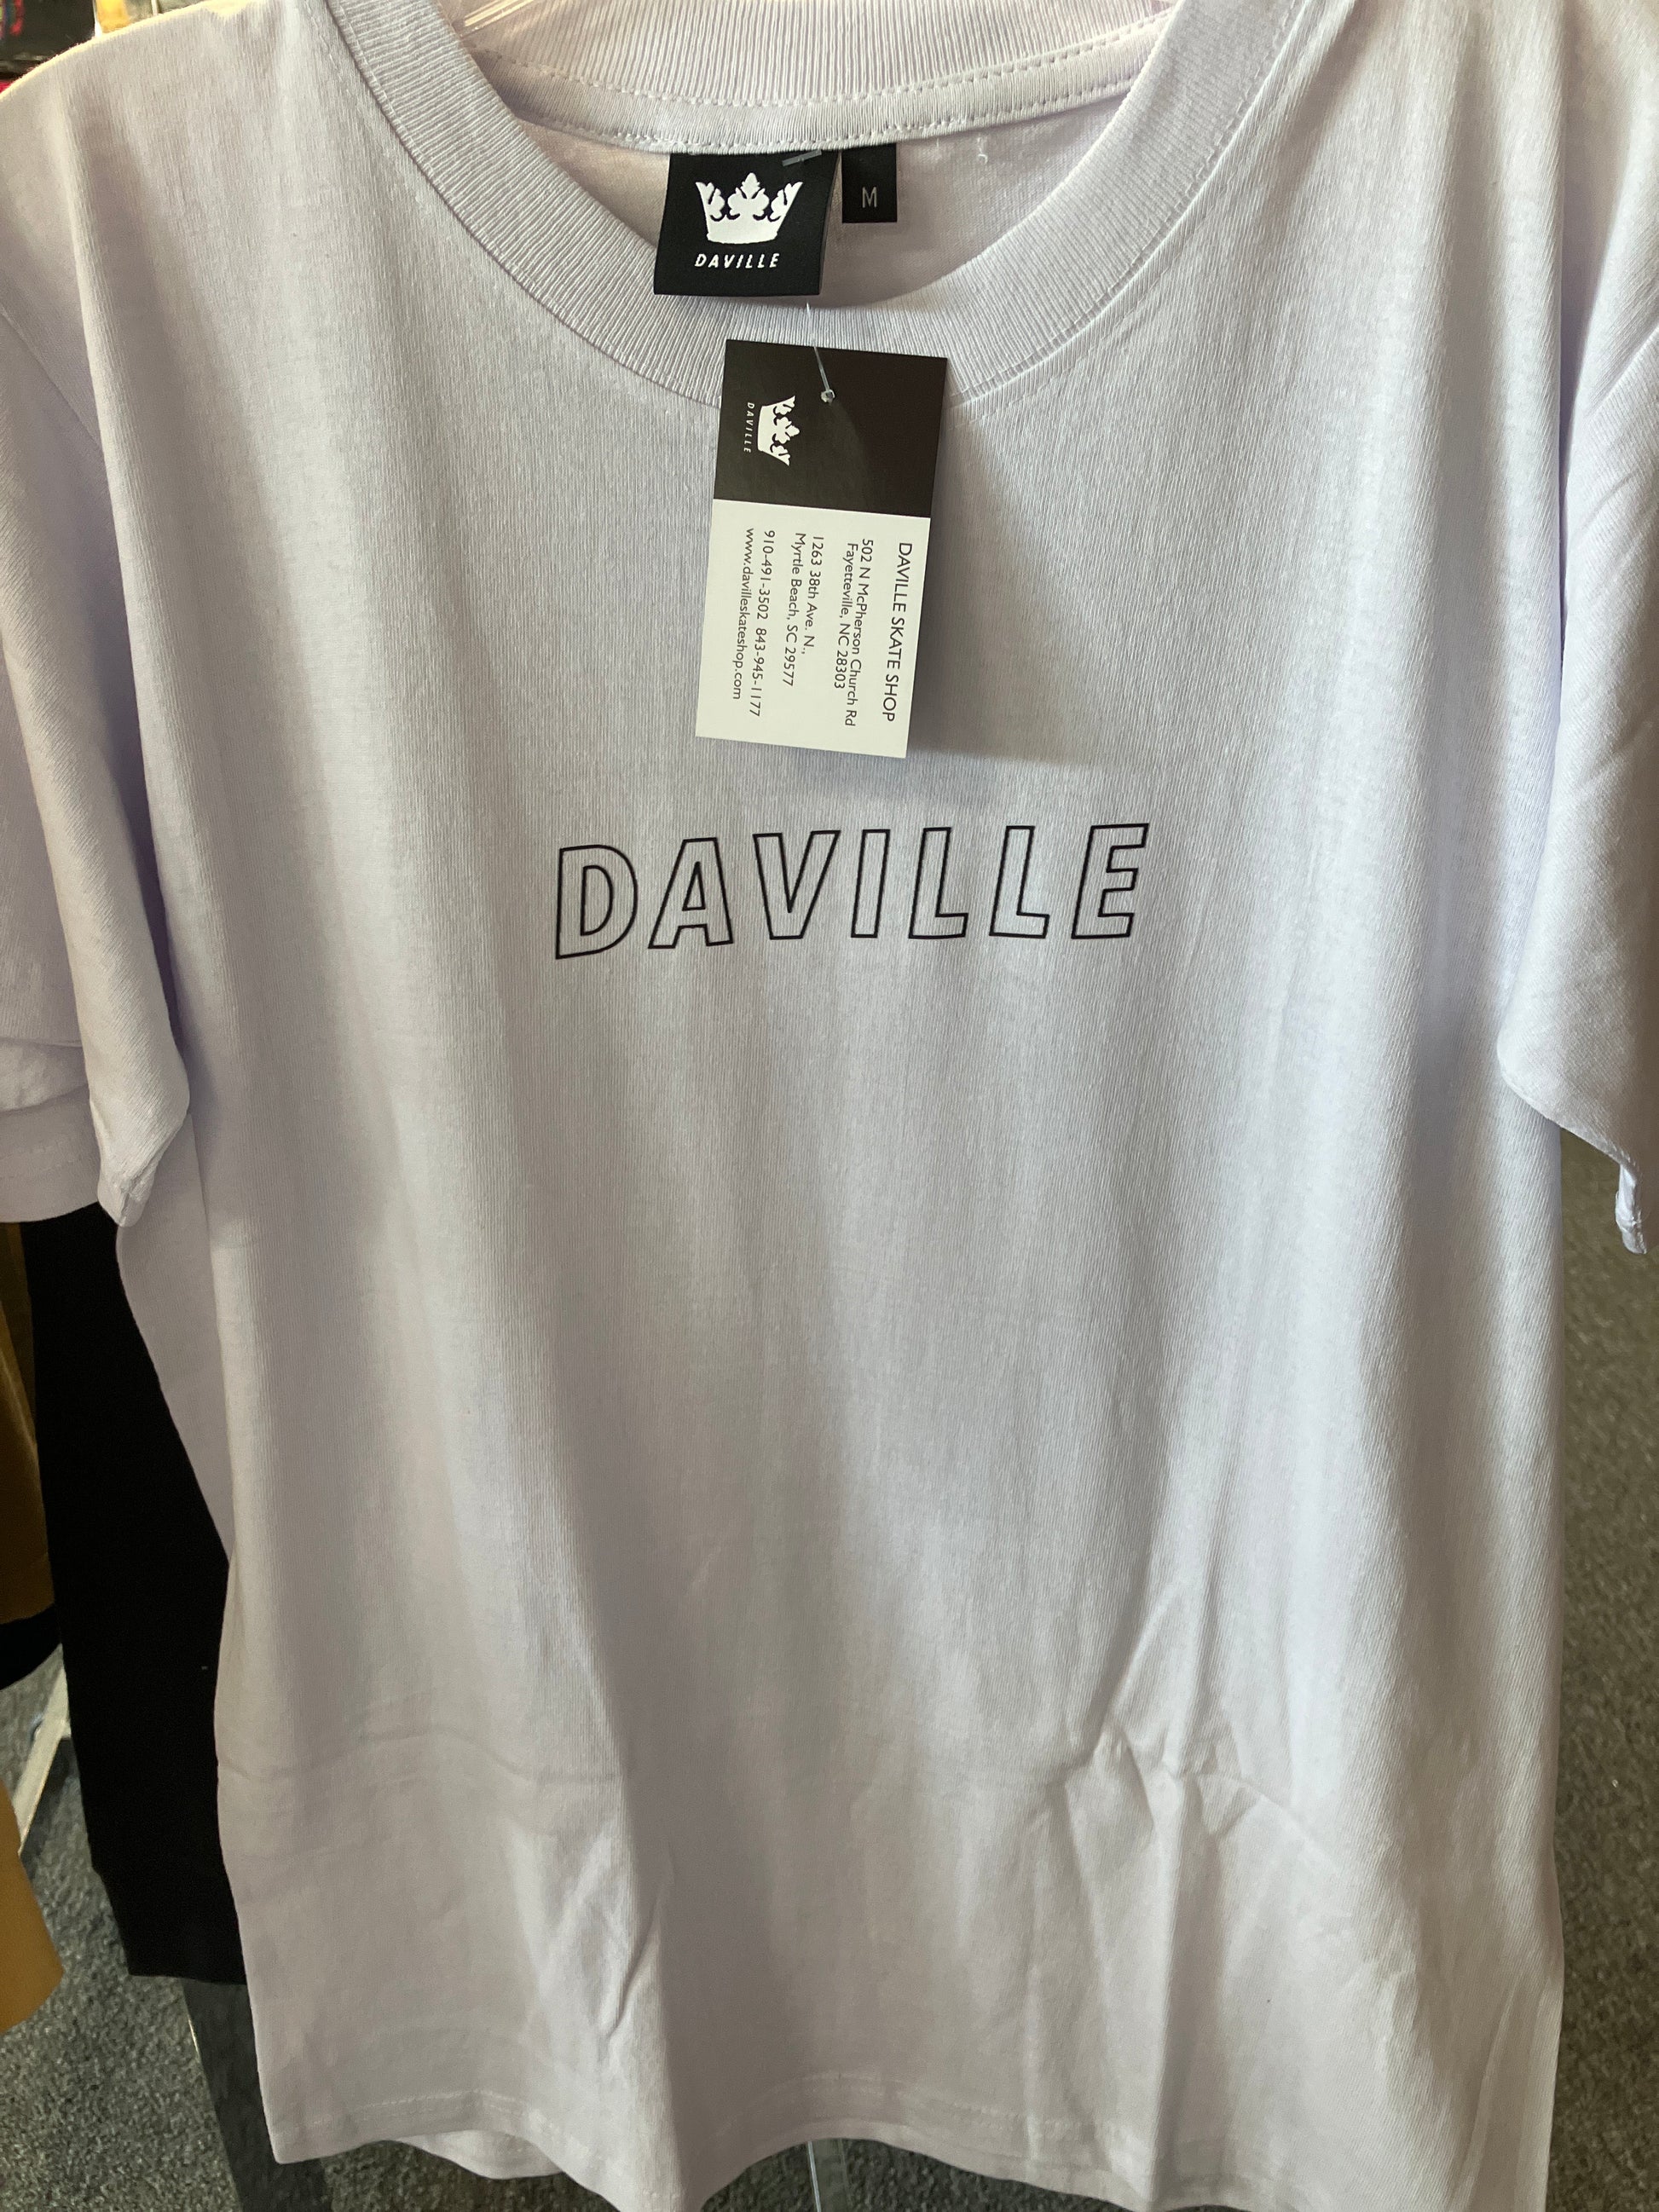 DAVILLE
M
DAVILLE
DAVILLE SKATE SHOP
502 N McPherson Church Rd
Fayetteville, NC 28303
1263 38th Ave. N.,
Myrtle Beach, SC 29577
910-491-3502 843-945-1177
www.davilleskateshop.com
DAVILLE